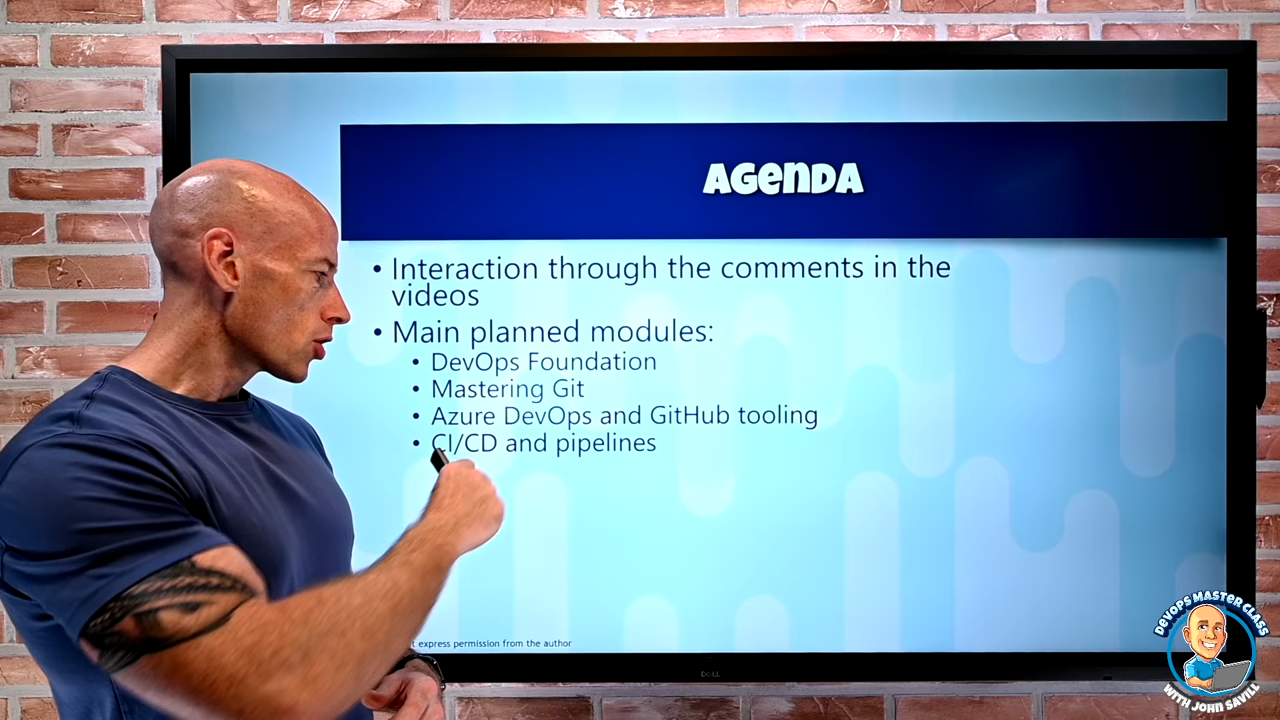 AGeNDA
• Interaction through the comments in the
videos
• Main planned modules:
• DevOps Foundation
• Mastering Git
• Azure DevOps and GitHub tooling
• CI/CD and pipelines
express permission from the author
DELL
DevOps Master Class
with John Savill